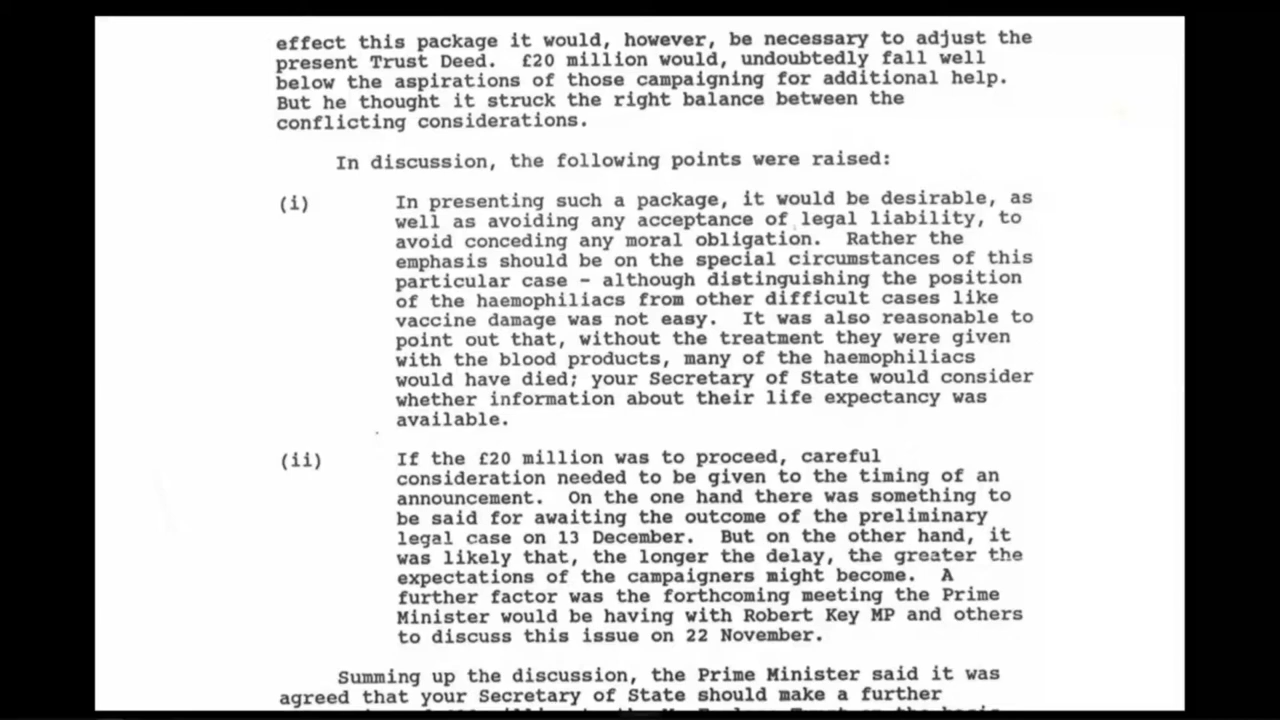 effect this package it would, however, be necessary to adjust the
present Trust Deed. £20 million would, undoubtedly fall well
below the aspirations of those campaigning for additional help.
But he thought it struck the right balance between the
conflicting considerations.
In discussion, the following points were raised:
(i) In presenting such a package, it would be desirable, as
well as avoiding any acceptance of legal liability, to
avoid conceding any moral obligation. Rather the
emphasis should be on the special circumstances of this
particular case - although distinguishing the position
of the haemophiliacs from other difficult cases like
vaccine damage was not easy. It was also reasonable to
point out that, without the treatment they were given
with the blood products, many of the haemophiliacs
would have died; your Secretary of State would consider
whether information about their life expectancy was
available.
(ii) If the £20 million was to proceed, careful
consideration needed to be given to the timing of an
announcement. On the one hand there was something to
be said for awaiting the outcome of the preliminary
legal case on 13 December. But on the other hand, it
was likely that, the longer the delay, the greater the
expectations of the campaigners might become. A
further factor was the forthcoming meeting the Prime
Minister would be having with Robert Key MP and others
to discuss this issue on 22 November.
Summing up the discussion, the Prime Minister said it was
agreed that your Secretary of State should make a further